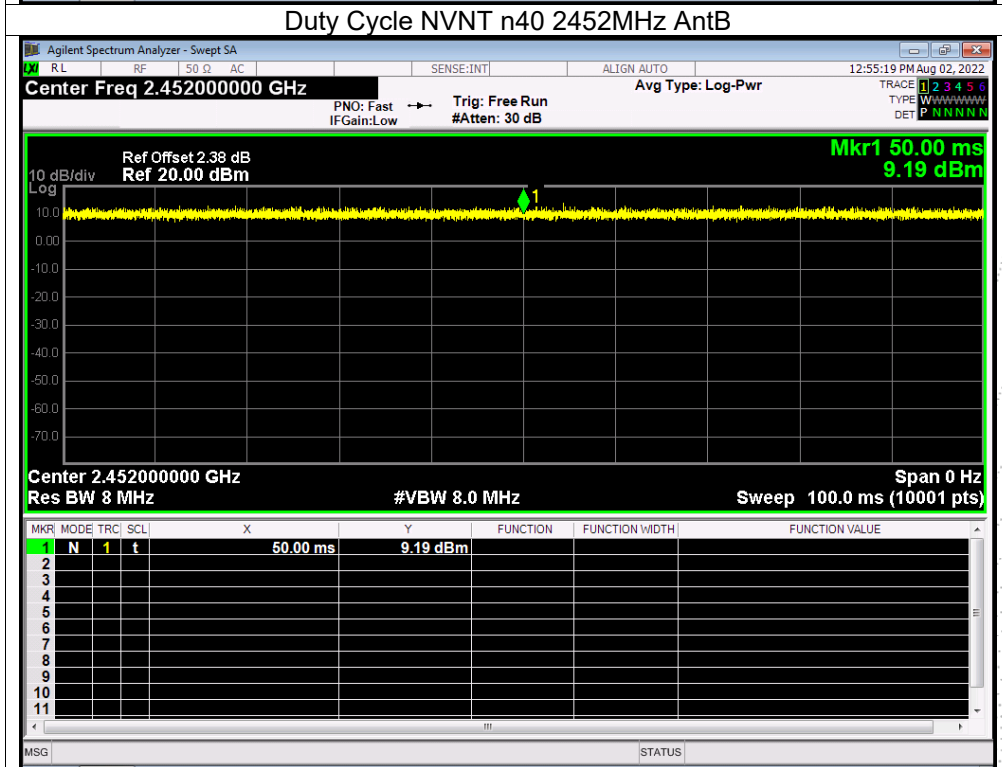 Duty Cycle NVNT n40 2452MHz AntB
Agilent Spectrum Analyzer - Swept SA
LXI RL RF 50 Ω AC SENSE:INT ALIGN AUTO 12:55:19 PM Aug 02, 2022
Center Freq 2.452000000 GHz Avg Type: Log-Pwr TRACE 1 2 3 4 5 6
PNO: Fast Trig: Free Run TYPE WWWWWWW
IFGain:Low #Atten: 30 dB DET P N N N N N
Mkr1 50.00 ms
Ref Offset 2.38 dB
10 dB/div Ref 20.00 dBm 9.19 dBm
Log
1
10.0
0.00
-10.0
-20.0
-30.0
-40.0
-50.0
-60.0
-70.0
Center 2.452000000 GHz Span 0 Hz
Res BW 8 MHz #VBW 8.0 MHz Sweep 100.0 ms (10001 pts)
MKR MODE TRC SCL X Y FUNCTION FUNCTION WIDTH FUNCTION VALUE
1 N 1 t 50.00 ms 9.19 dBm
2
3
4
5
6
7
8
9
10
11
MSG STATUS